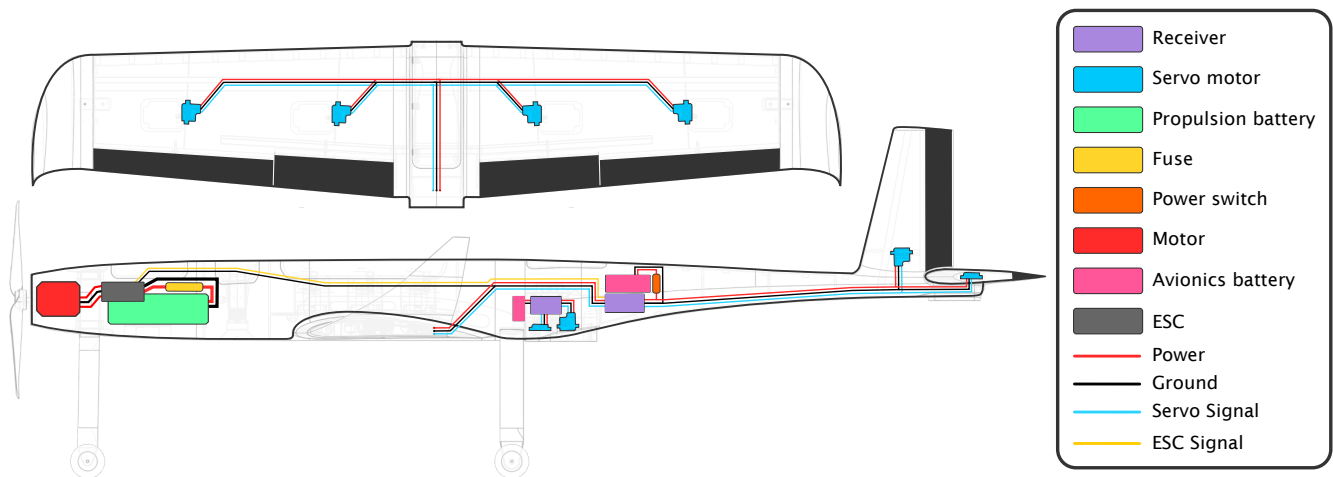 Receiver
Servo motor
Propulsion battery
Fuse
Power switch
Motor
Avionics battery
ESC
Power
Ground
Servo Signal
ESC Signal